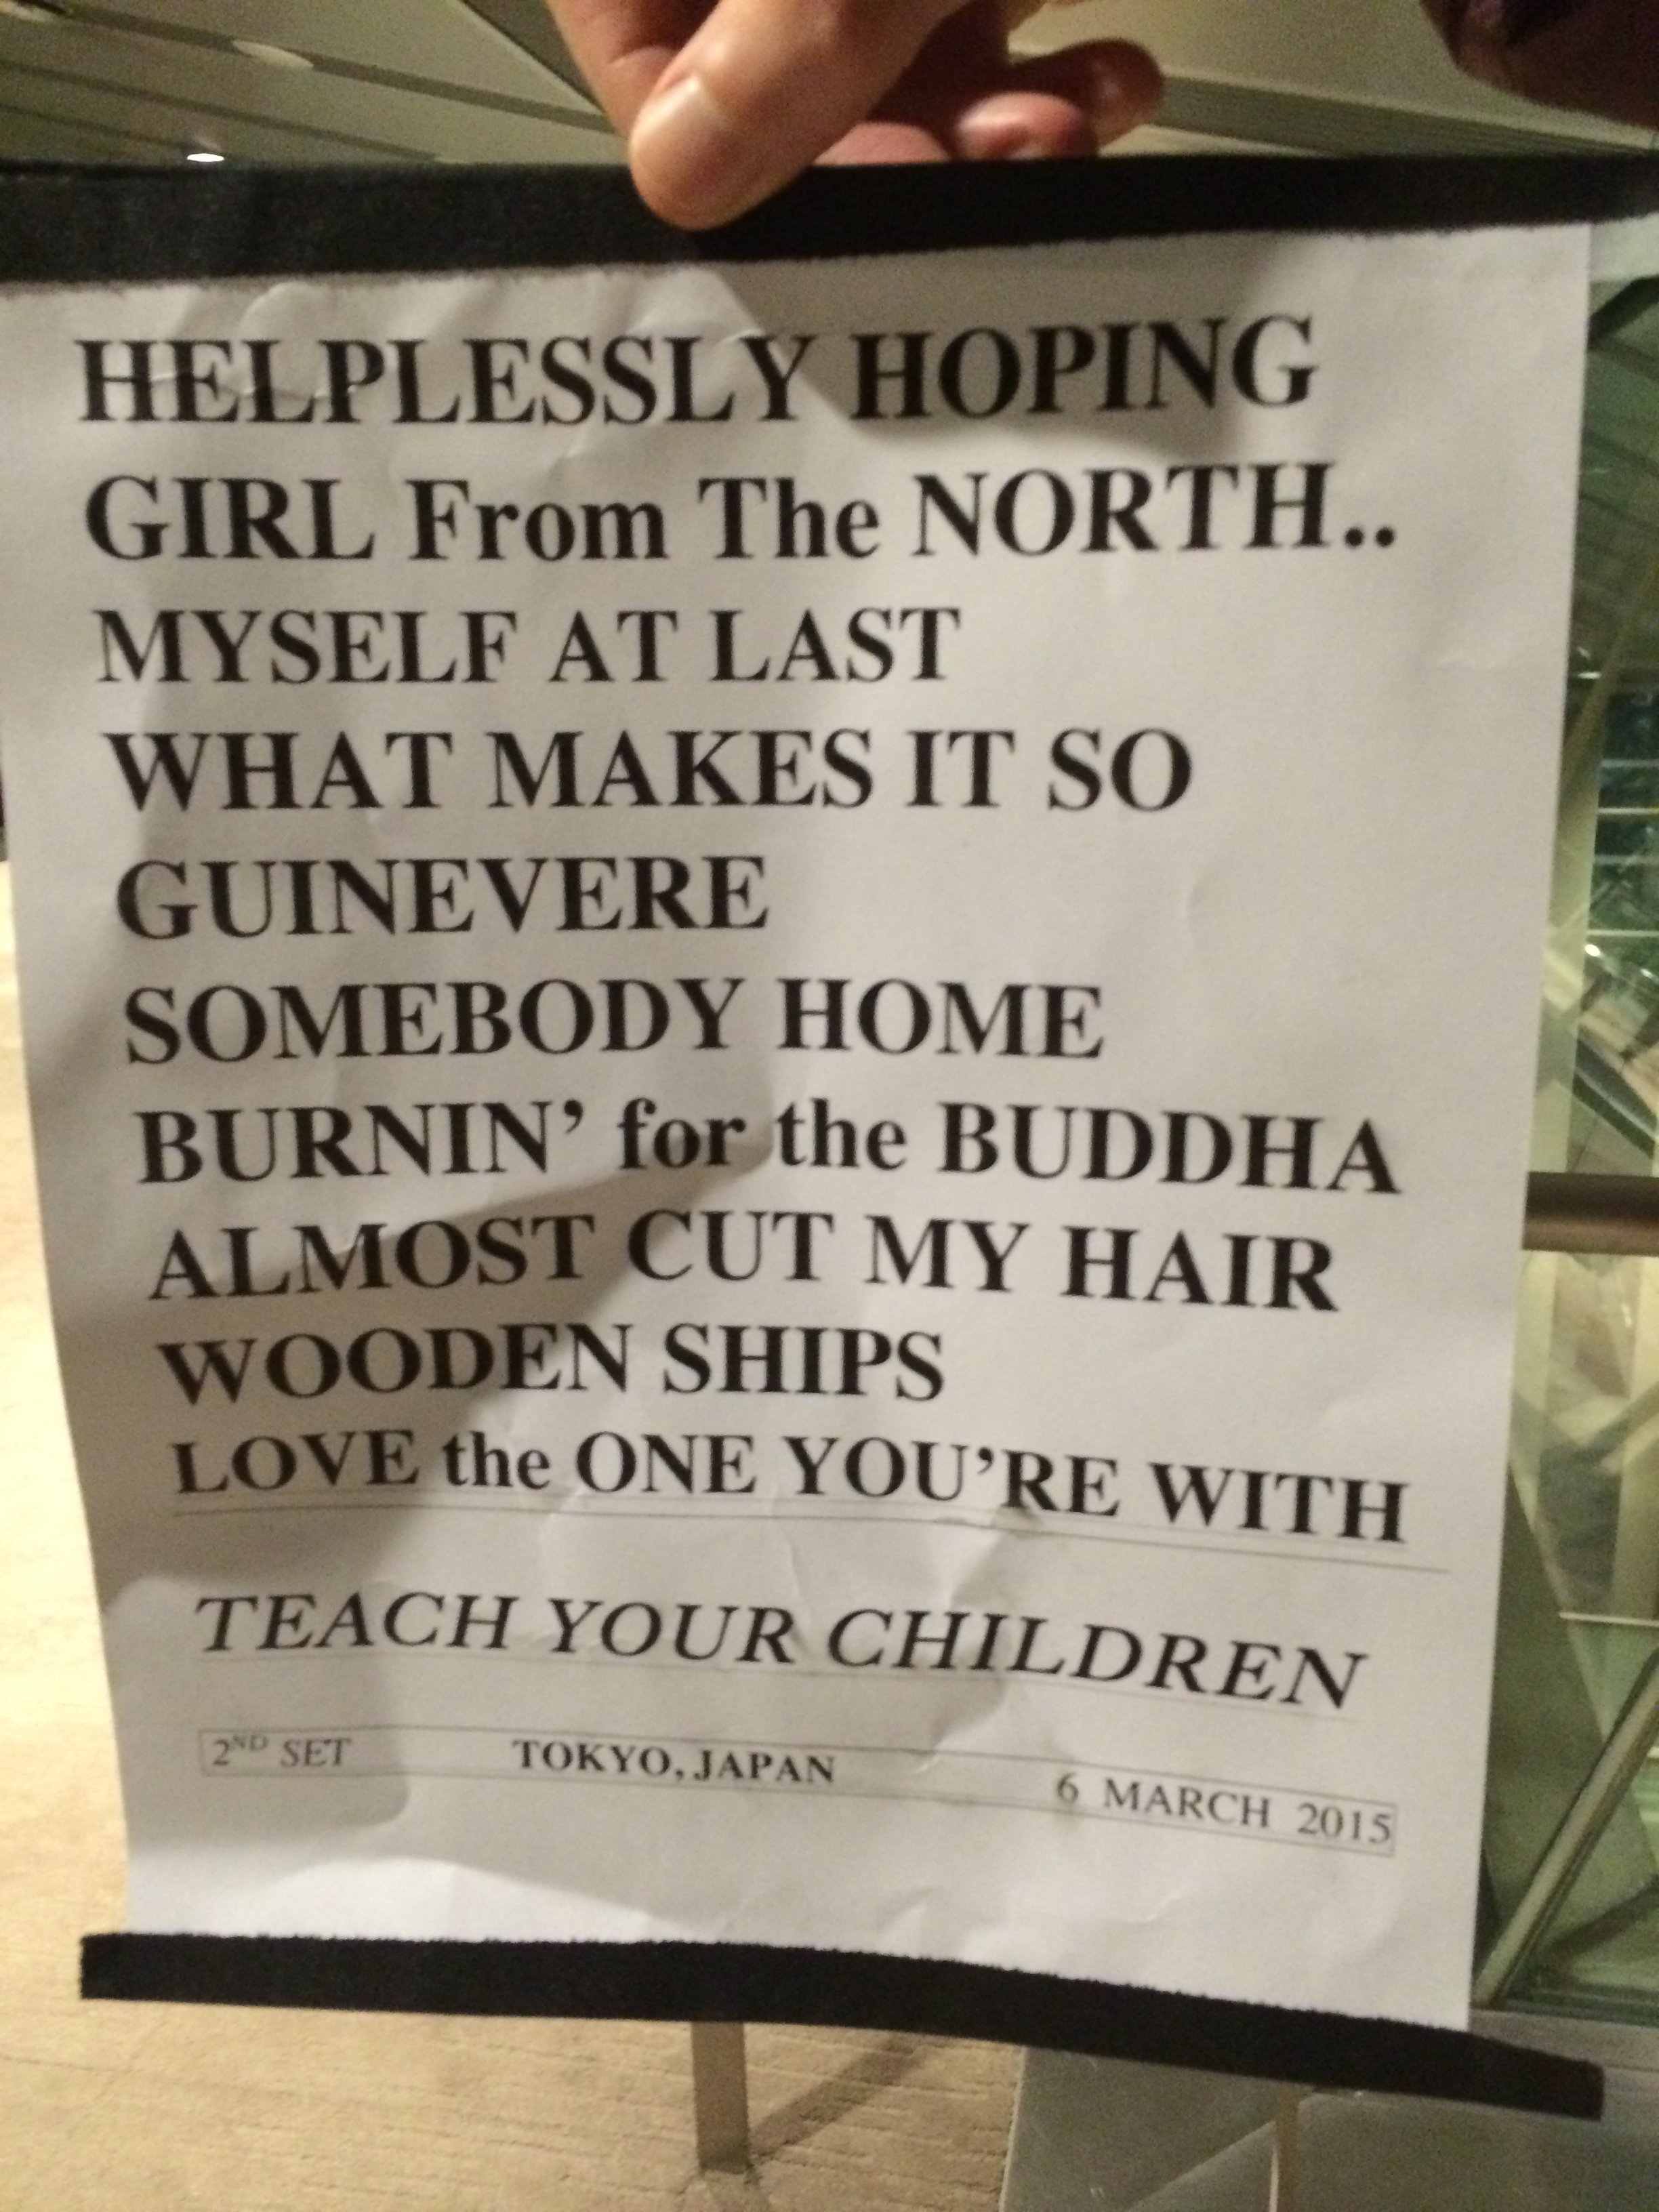 HELPLESSLY HOPING
GIRL From The NORTH..
MYSELF AT LAST
WHAT MAKES IT SO
GUINEVERE
SOMEBODY HOME
BURNIN’ for the BUDDHA
ALMOST CUT MY HAIR
WOODEN SHIPS
LOVE the ONE YOU’RE WITH
TEACH YOUR CHILDREN
2ND SET TOKYO, JAPAN 6 MARCH 2015